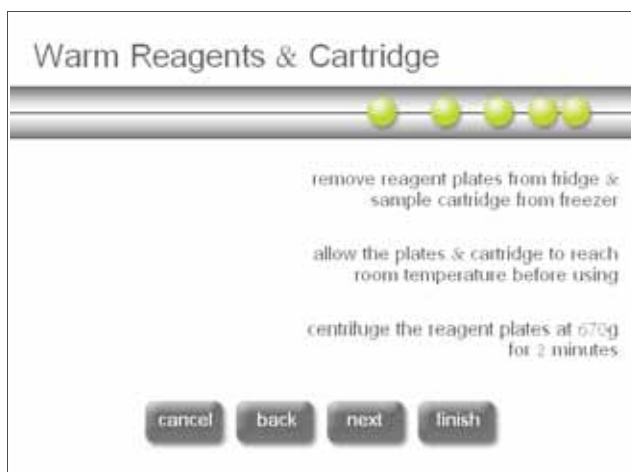 Warm Reagents & Cartridge
remove reagent plates from fridge &
sample cartridge from freezer
allow the plates & cartridge to reach
room temperature before using
centrifuge the reagent plates at 670g
for 2 minutes
cancel back next finish